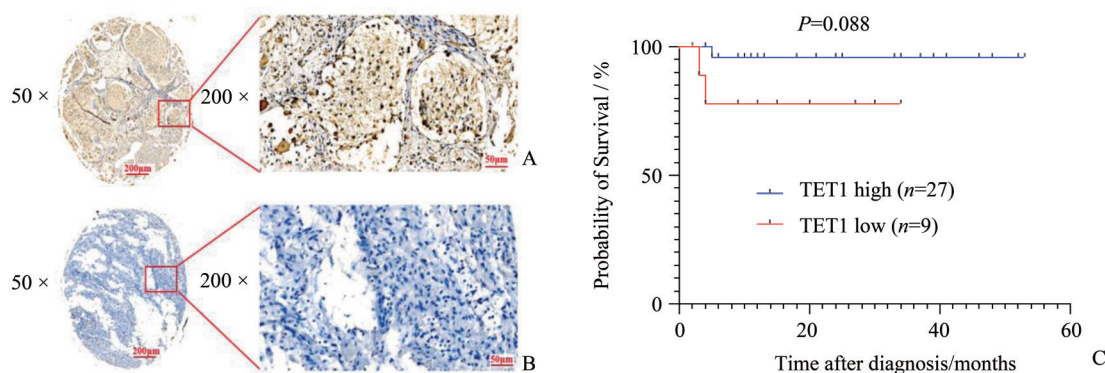 50 ×
200 ×
200μm
50μm
A
50 ×
200 ×
200μm
50μm
B
P=0.088
Probability of Survival / %
100
50
0
TET1 high (n=27)
TET1 low (n=9)
0
20
40
60
Time after diagnosis/months
C